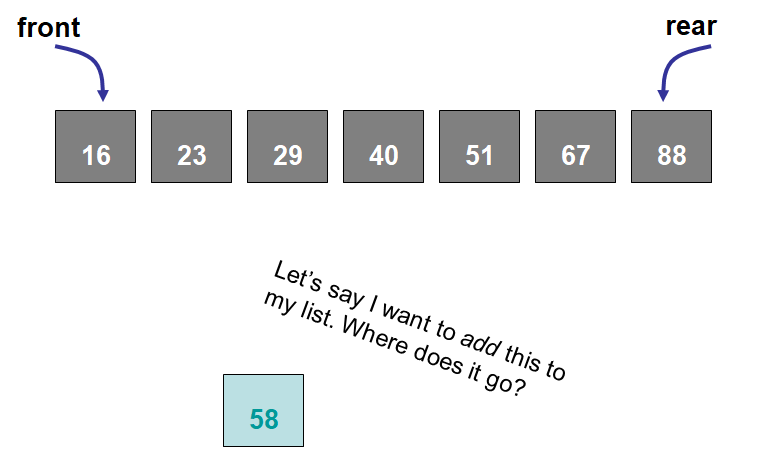 front
rear
16 23 29 40 51 67 88
Let’s say I want to add this to
my list. Where does it go?
58